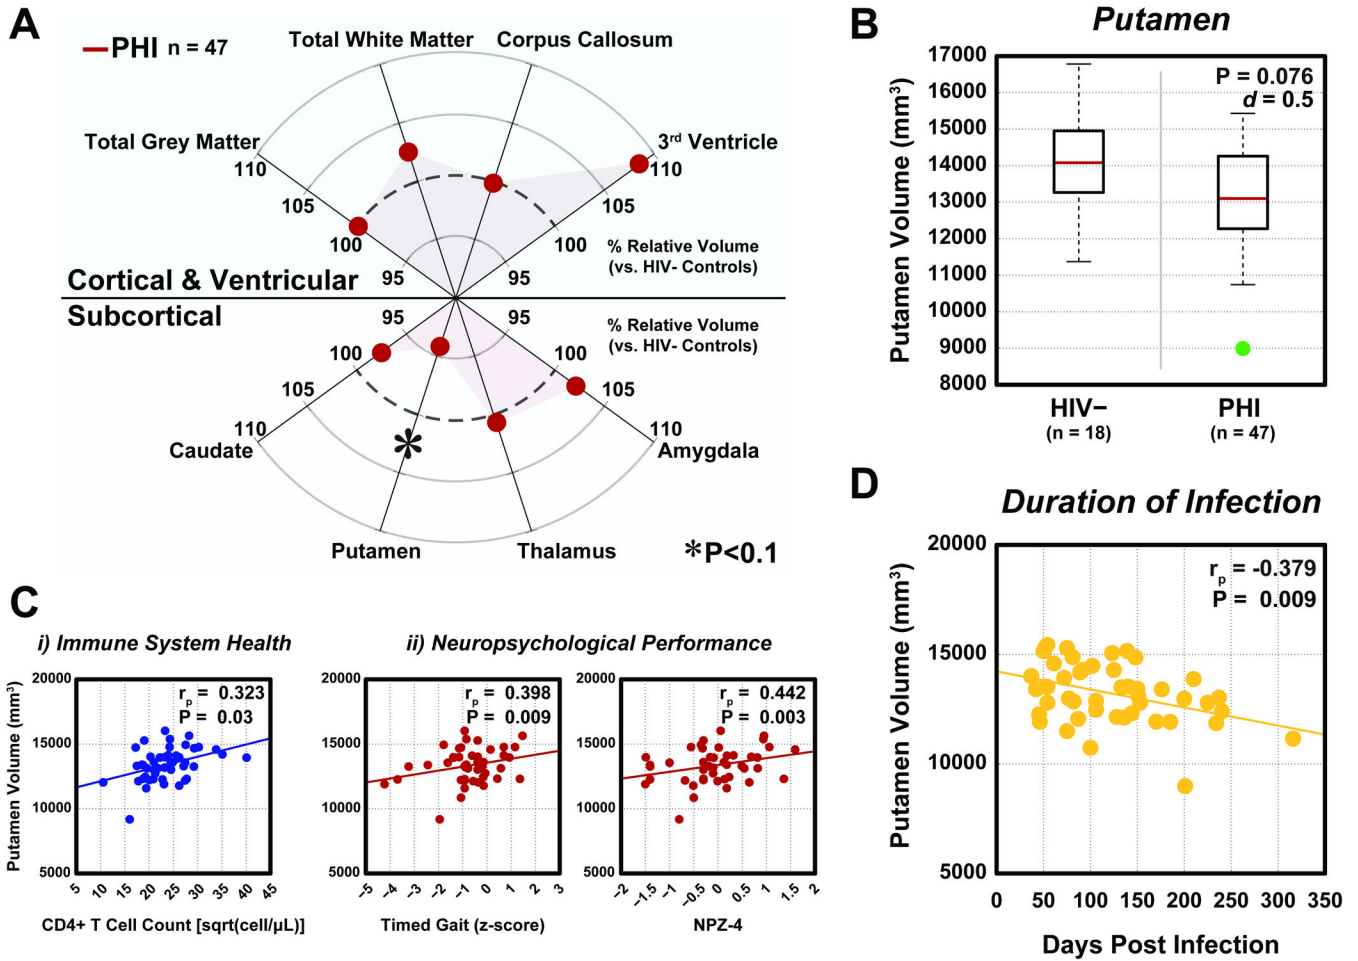 A
PHI n = 47
Total White Matter
Corpus Callosum
Total Grey Matter
3rd Ventricle
110
110
105
105
100
100
% Relative Volume
(vs. HIV- Controls)
95
95
Cortical & Ventricular
Subcortical
95
95
% Relative Volume
(vs. HIV- Controls)
100
100
105
105
110
110
Caudate
Amygdala
*
Putamen
Thalamus
*P<0.1
B
Putamen
Putamen Volume (mm³)
17000
16000
15000
14000
13000
12000
11000
10000
9000
8000
P = 0.076
d = 0.5
HIV−
(n = 18)
PHI
(n = 47)
C
i) Immune System Health
Putamen Volume (mm³)
20000
15000
10000
5000
rp = 0.323
P = 0.03
5
10
15
20
25
30
35
40
45
CD4+ T Cell Count [sqrt(cell/µL)]
ii) Neuropsychological Performance
20000
15000
10000
5000
rp = 0.398
P = 0.009
−5
−4
−3
−2
−1
0
1
2
3
Timed Gait (z-score)
20000
15000
10000
5000
rp = 0.442
P = 0.003
−2
−1.5
−1
−0.5
0
0.5
1
1.5
2
NPZ-4
D
Duration of Infection
Putamen Volume (mm³)
20000
15000
10000
5000
rp = -0.379
P = 0.009
0
50
100
150
200
250
300
350
Days Post Infection